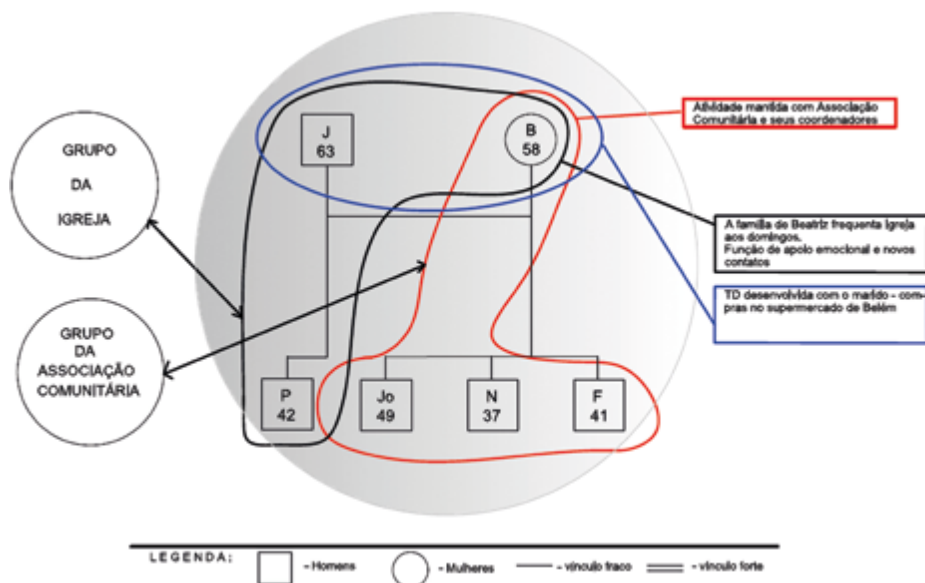 GRUPO
DA
IGREJA
GRUPO
DA
ASSOCIAÇÃO
COMUNITÁRIA
J
63
B
58
P
42
Jo
49
N
37
F
41
Atividade mantida com Associação
Comunitária e seus coordenadores
A família de Beatriz frequenta igreja
aos domingos.
Função de apoio emocional e novos
contatos
TD desenvolvida com o marido - com-
pras no supermercado de Belém
LEGENDA:
- Homens
- Mulheres
- vínculo fraco
- vínculo forte